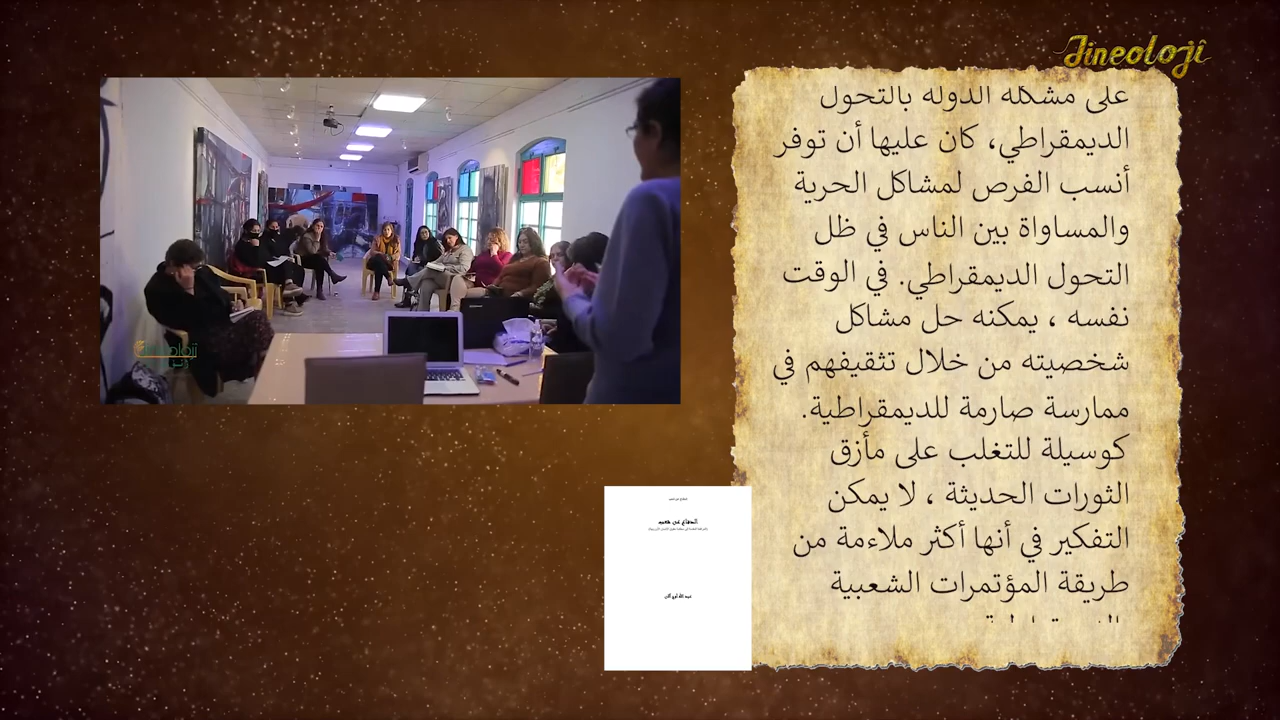 Jineolojî
على مشكلة الدولة بالتحول
الديمقراطي، كان عليها أن توفر
أنسب الفرص لمشاكل الحرية
والمساواة بين الناس في ظل
التحول الديمقراطي. في الوقت
نفسه ، يمكنه حل مشاكل
شخصيته من خلال تثقيفهم في
ممارسة صارمة للديمقراطية.
كوسيلة للتغلب على مأزق
الثورات الحديثة ، لا يمكن
التفكير في أنها أكثر ملاءمة من
طريقة المؤتمرات الشعبية
الدفاع عن شعب
عبد الله أوج آلان